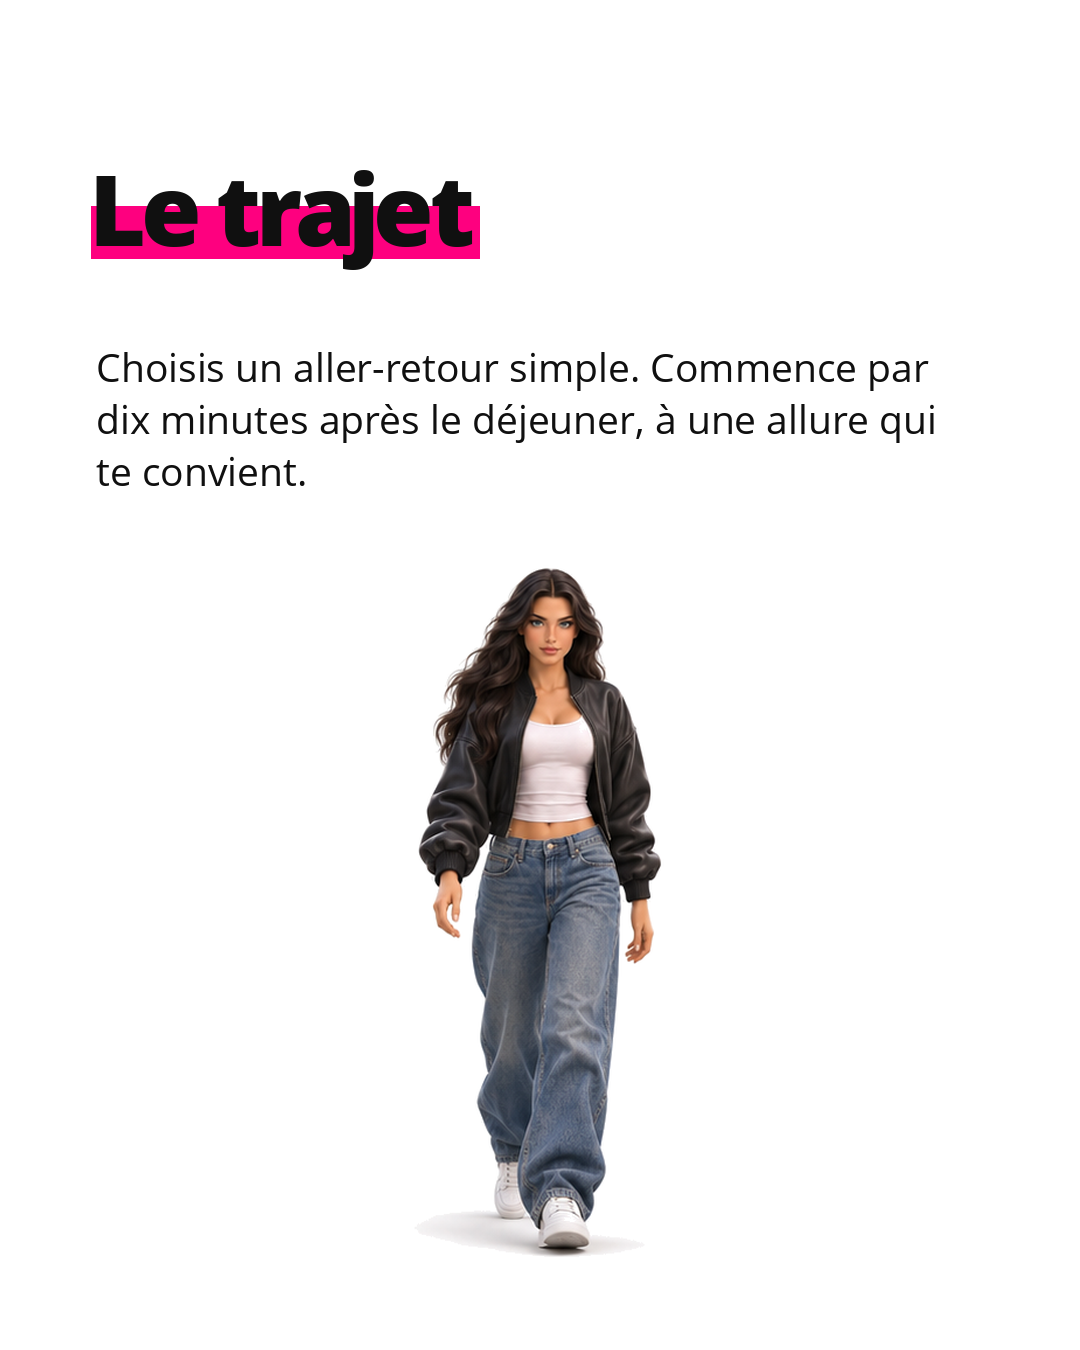 Le trajet
Choisis un aller-retour simple. Commence par
dix minutes après le déjeuner, à une allure qui
te convient.